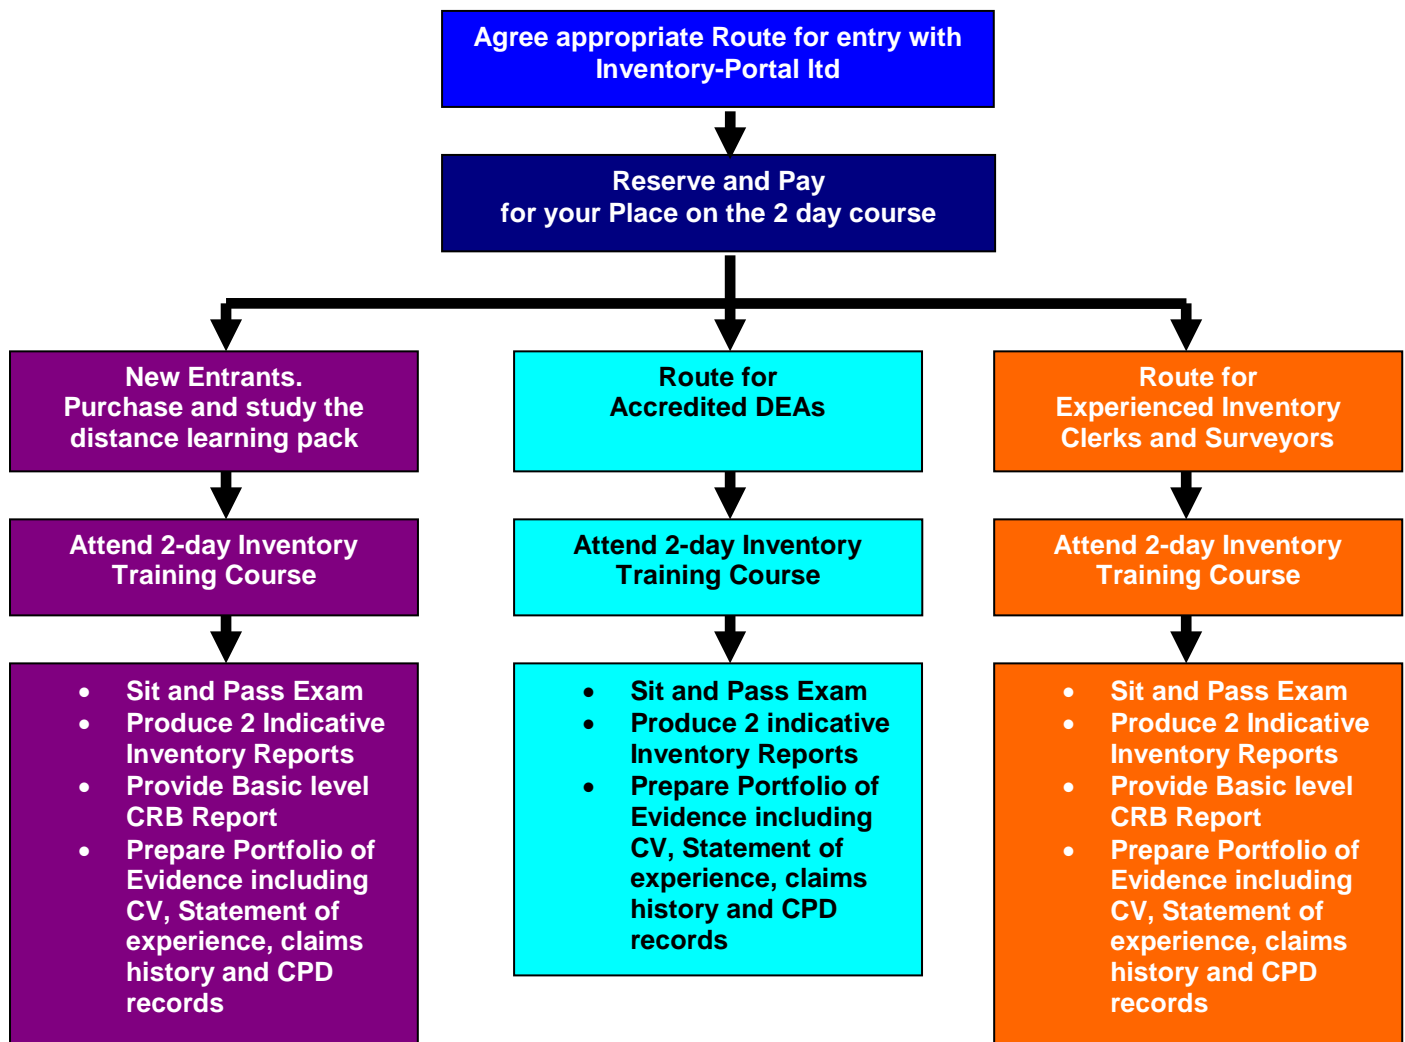 Agree appropriate Route for entry with
Inventory-Portal ltd
Reserve and Pay
for your Place on the 2 day course
New Entrants.
Purchase and study the
distance learning pack
Route for
Accredited DEAs
Route for
Experienced Inventory
Clerks and Surveyors
Attend 2-day Inventory
Training Course
Attend 2-day Inventory
Training Course
Attend 2-day Inventory
Training Course
• Sit and Pass Exam
• Produce 2 Indicative
Inventory Reports
• Provide Basic level
CRB Report
• Prepare Portfolio of
Evidence including
CV, Statement of
experience, claims
history and CPD
records
• Sit and Pass Exam
• Produce 2 indicative
Inventory Reports
• Prepare Portfolio of
Evidence including
CV, Statement of
experience, claims
history and CPD
records
• Sit and Pass Exam
• Produce 2 Indicative
Inventory Reports
• Provide Basic level
CRB Report
• Prepare Portfolio of
Evidence including
CV, Statement of
experience, claims
history and CPD
records